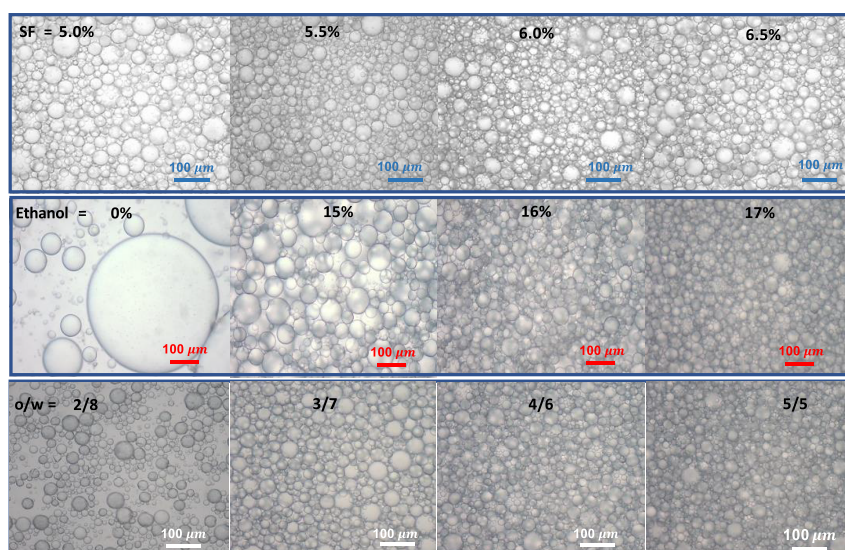 SF = 5.0% 5.5% 6.0% 6.5%
100 μm 100 μm 100 μm 100 μm
Ethanol = 0% 15% 16% 17%
100 μm 100 μm 100 μm 100 μm
o/w = 2/8 3/7 4/6 5/5
100 μm 100 μm 100 μm 100 μm